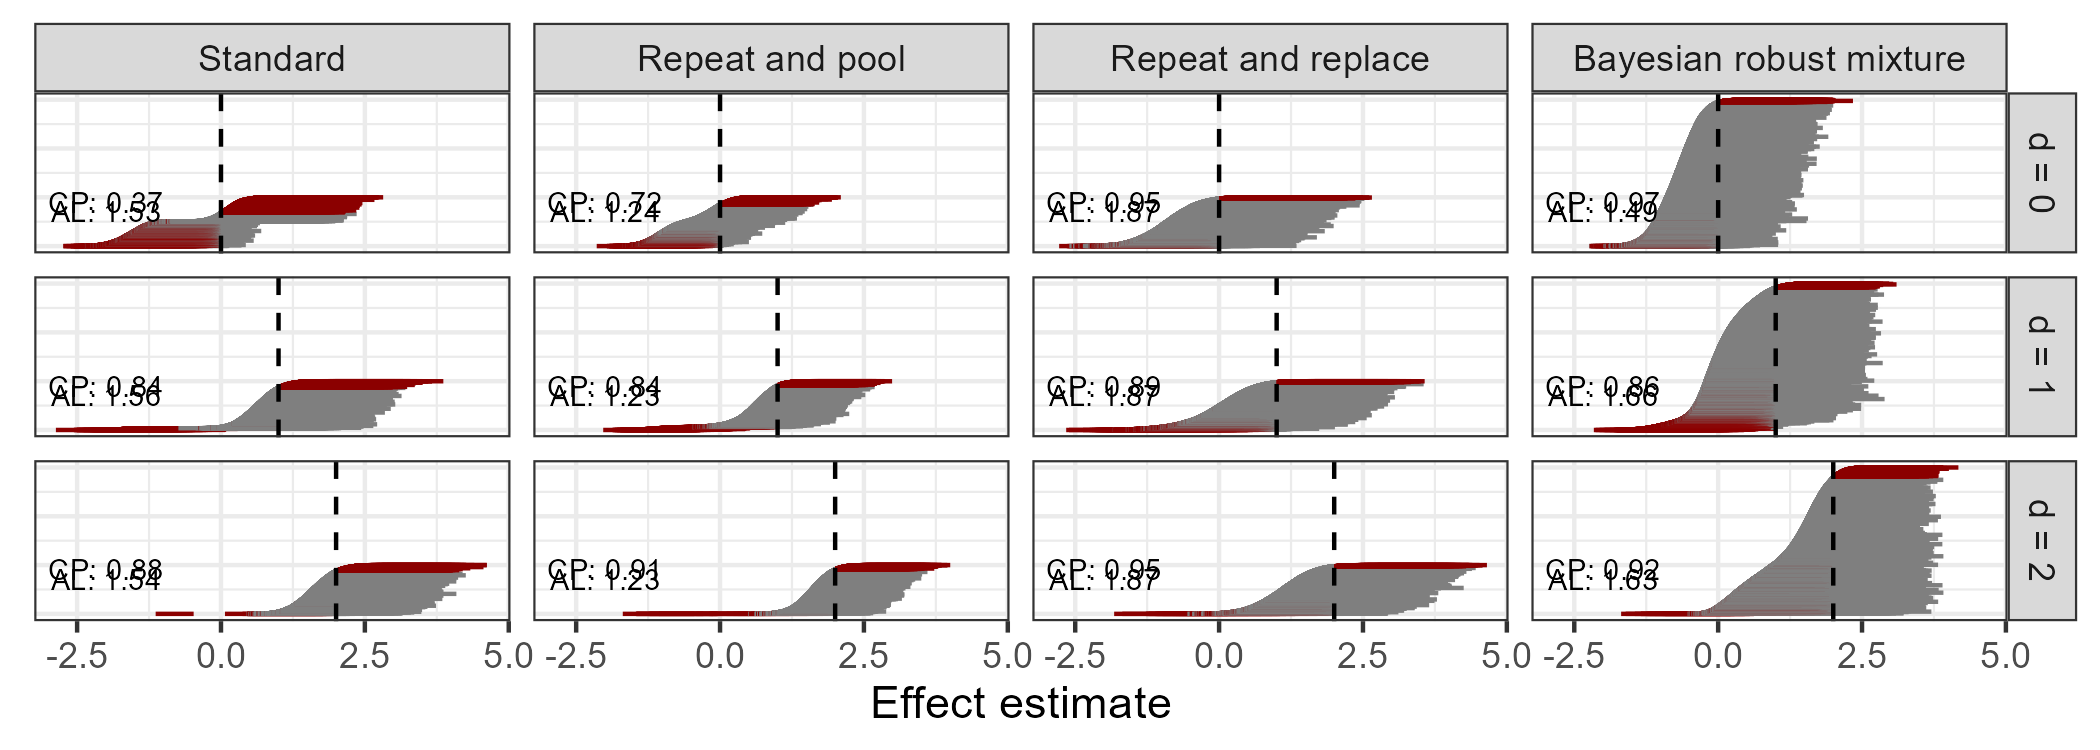 Standard
Repeat and pool
Repeat and replace
Bayesian robust mixture
CP: 0.37
AL: 1.53
CP: 0.72
AL: 1.24
CP: 0.95
AL: 1.87
CP: 0.97
AL: 1.49
d = 0
CP: 0.84
AL: 1.56
CP: 0.84
AL: 1.23
CP: 0.89
AL: 1.87
CP: 0.86
AL: 1.66
d = 1
CP: 0.88
AL: 1.54
CP: 0.91
AL: 1.23
CP: 0.95
AL: 1.87
CP: 0.92
AL: 1.63
d = 2
-2.5 0.0 2.5 5.0 -2.5 0.0 2.5 5.0 -2.5 0.0 2.5 5.0 -2.5 0.0 2.5 5.0
Effect estimate